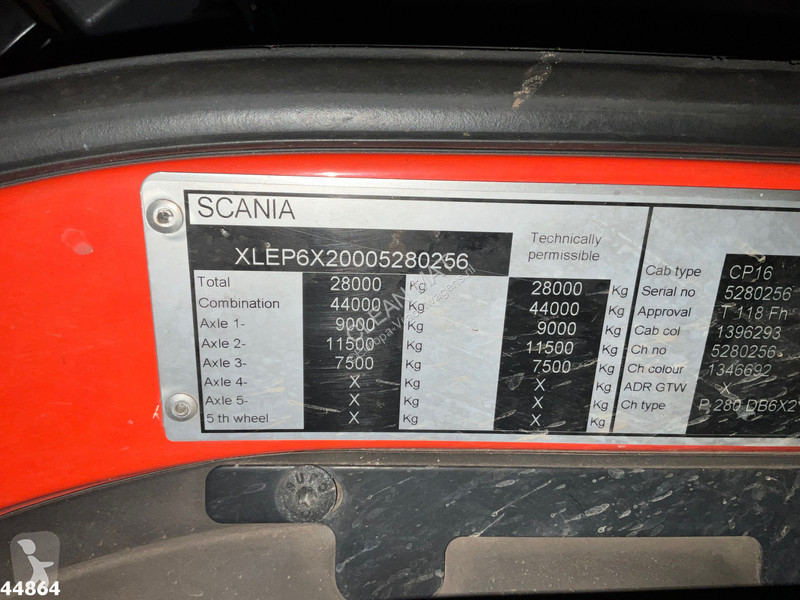 SCANIA
XLEP6X20005280256
Technically
permissible
Total 28000 Kg 28000 Kg
Combination 44000 Kg 44000 Kg
Axle 1- 9000 Kg 9000 Kg
Axle 2- 11500 Kg 11500 Kg
Axle 3- 7500 Kg 7500 Kg
Axle 4- X Kg X Kg
Axle 5- X Kg X Kg
5 th wheel X Kg X Kg
Cab type CP16
Serial no 5280256
Approval T 118 Fh
Cab col 1396293
Ch no 5280256
Ch colour 1346692
ADR GTW X
Ch type P 280 DB6X2
44864